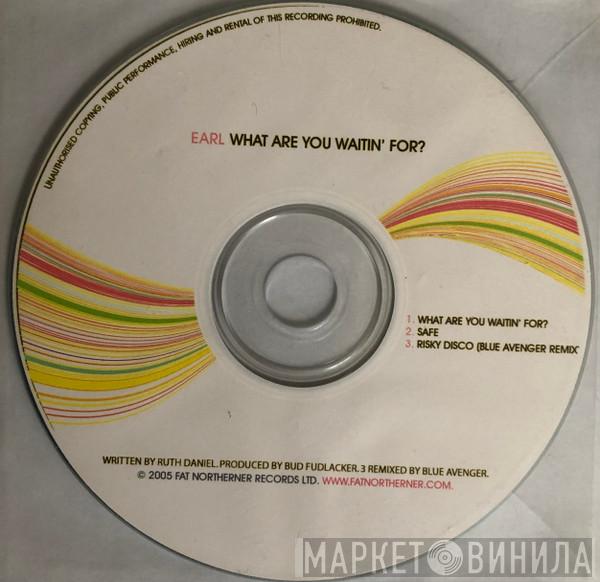 UNAUTHORISED COPYING, PUBLIC PERFORMANCE, HIRING AND RENTAL OF THIS RECORDING PROHIBITED.
EARL WHAT ARE YOU WAITIN' FOR?
1. WHAT ARE YOU WAITIN' FOR?
2. SAFE
3. RISKY DISCO (BLUE AVENGER REMIX
WRITTEN BY RUTH DANIEL. PRODUCED BY BUD FUDLACKER. 3 REMIXED BY BLUE AVENGER.
© 2005 FAT NORTHERNER RECORDS LTD. WWW.FATNORTHERNER.COM.
МАРКЕТ ВИНИЛА